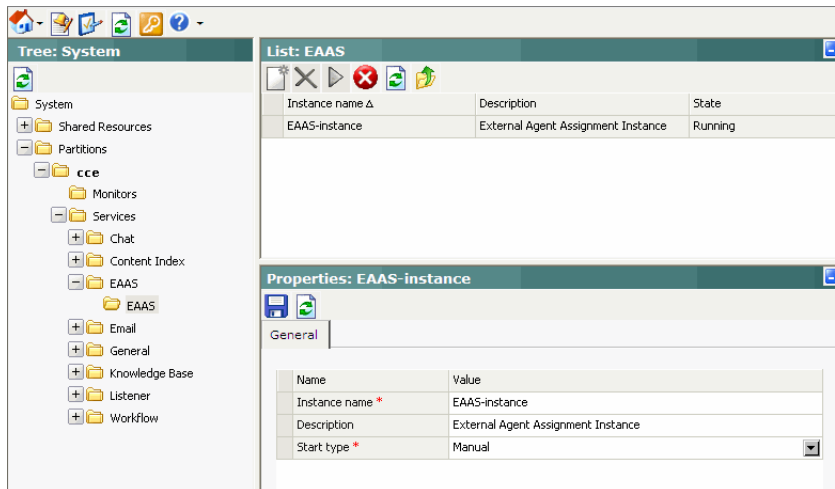 Tree: System
System
Shared Resources
Partitions
cce
Monitors
Services
Chat
Content Index
EAAS
EAAS
Email
General
Knowledge Base
Listener
Workflow
List: EAAS
Instance name Description State
EAAS-instance External Agent Assignment Instance Running
Properties: EAAS-instance
General
Name Value
Instance name * EAAS-instance
Description External Agent Assignment Instance
Start type * Manual